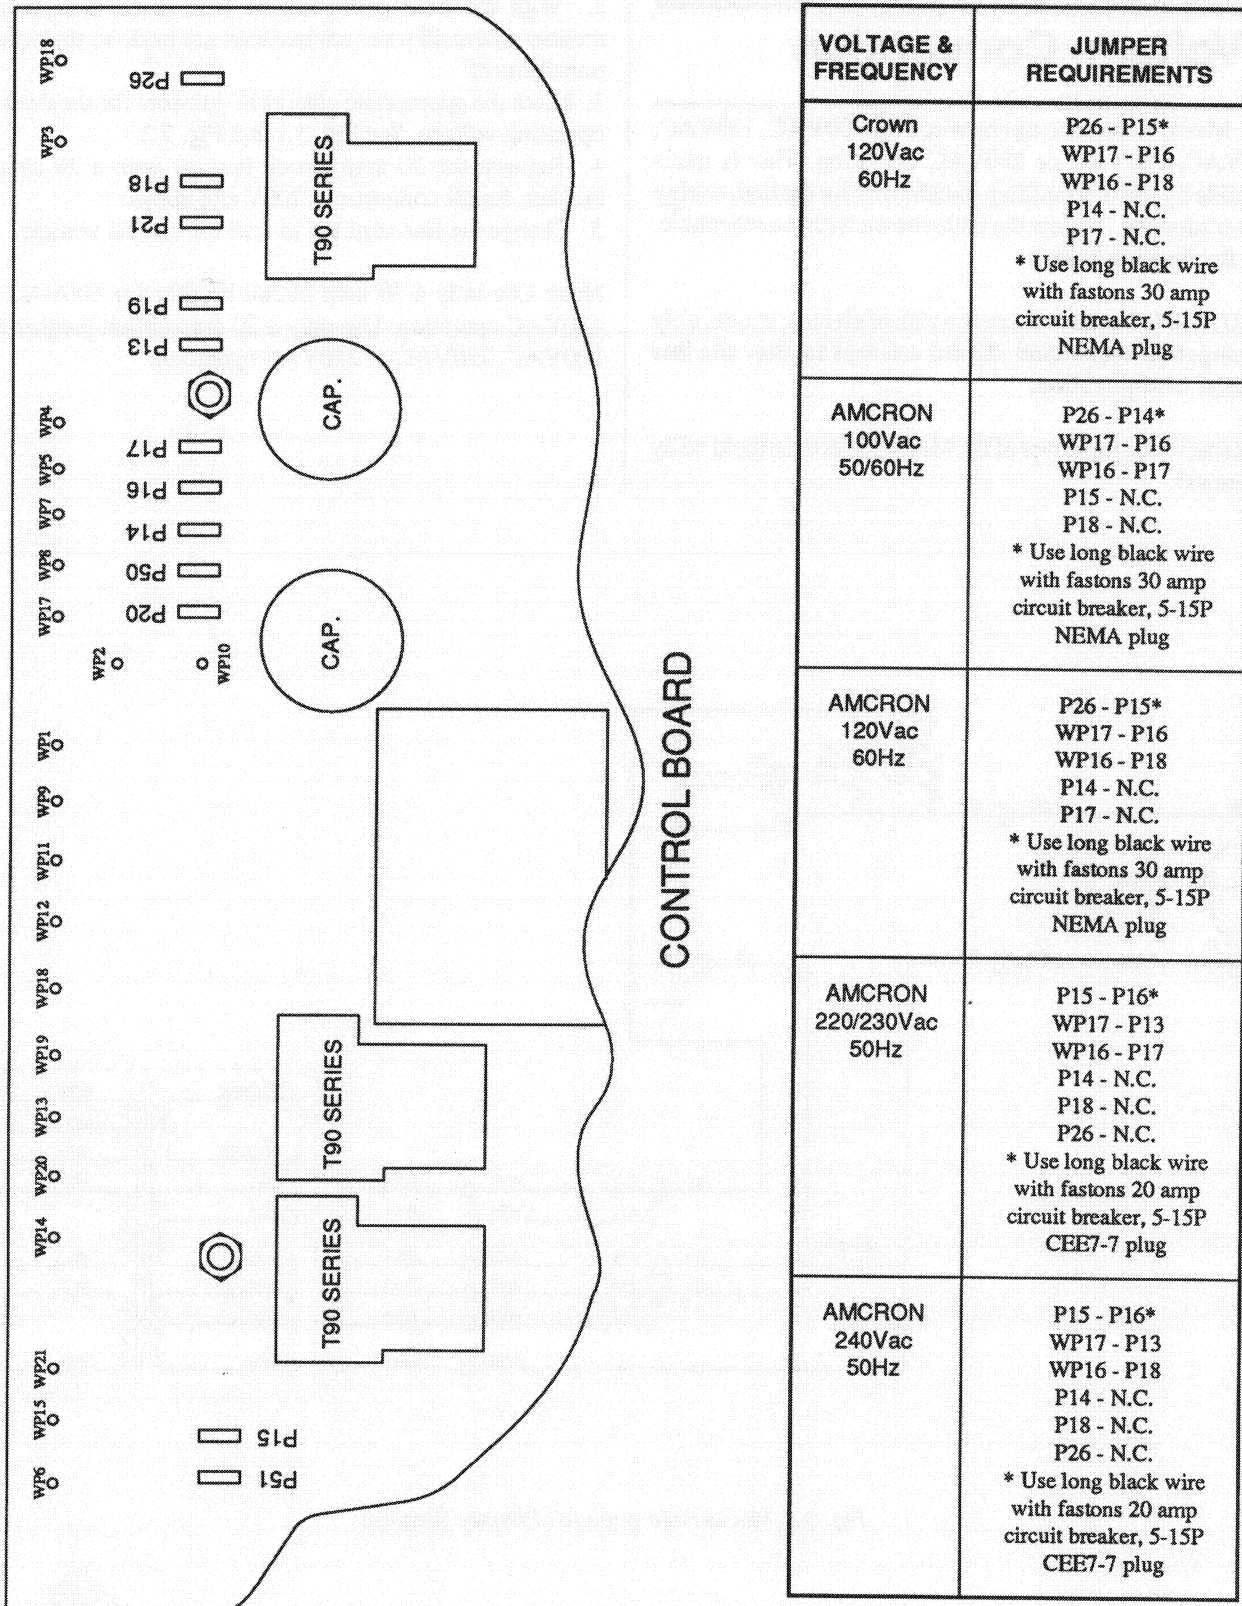 WP18
P26
WP3
P18
P21
T90 SERIES
P19
P13
CAP.
WP4
P17
WP5
P16
WP7
P14
WP8
P50
WP17
P20
CAP.
WP2
WP10
WP1
WP9
WP11
WP12
WP18
WP19
T90 SERIES
WP13
WP20
WP14
T90 SERIES
WP21
WP15
P15
WP6
P51
CONTROL BOARD
VOLTAGE &
FREQUENCY
JUMPER
REQUIREMENTS
Crown
120Vac
60Hz
P26 - P15*
WP17 - P16
WP16 - P18
P14 - N.C.
P17 - N.C.
* Use long black wire
with fastons 30 amp
circuit breaker, 5-15P
NEMA plug
AMCRON
100Vac
50/60Hz
P26 - P14*
WP17 - P16
WP16 - P17
P15 - N.C.
P18 - N.C.
* Use long black wire
with fastons 30 amp
circuit breaker, 5-15P
NEMA plug
AMCRON
120Vac
60Hz
P26 - P15*
WP17 - P16
WP16 - P18
P14 - N.C.
P17 - N.C.
* Use long black wire
with fastons 30 amp
circuit breaker, 5-15P
NEMA plug
AMCRON
220/230Vac
50Hz
P15 - P16*
WP17 - P13
WP16 - P17
P14 - N.C.
P18 - N.C.
P26 - N.C.
* Use long black wire
with fastons 20 amp
circuit breaker, 5-15P
CEE7-7 plug
AMCRON
240Vac
50Hz
P15 - P16*
WP17 - P13
WP16 - P18
P14 - N.C.
P18 - N.C.
P26 - N.C.
* Use long black wire
with fastons 20 amp
circuit breaker, 5-15P
CEE7-7 plug